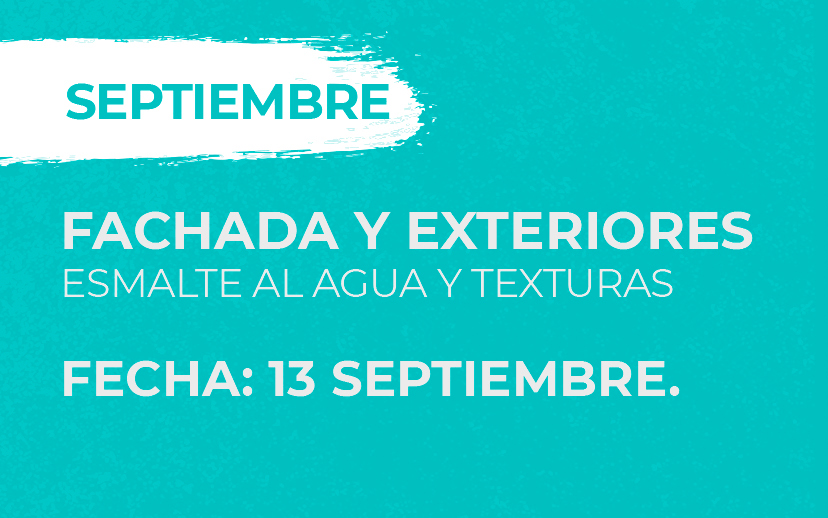 SEPTIEMBRE
FACHADA Y EXTERIORES
ESMALTE AL AGUA Y TEXTURAS
FECHA: 13 SEPTIEMBRE.